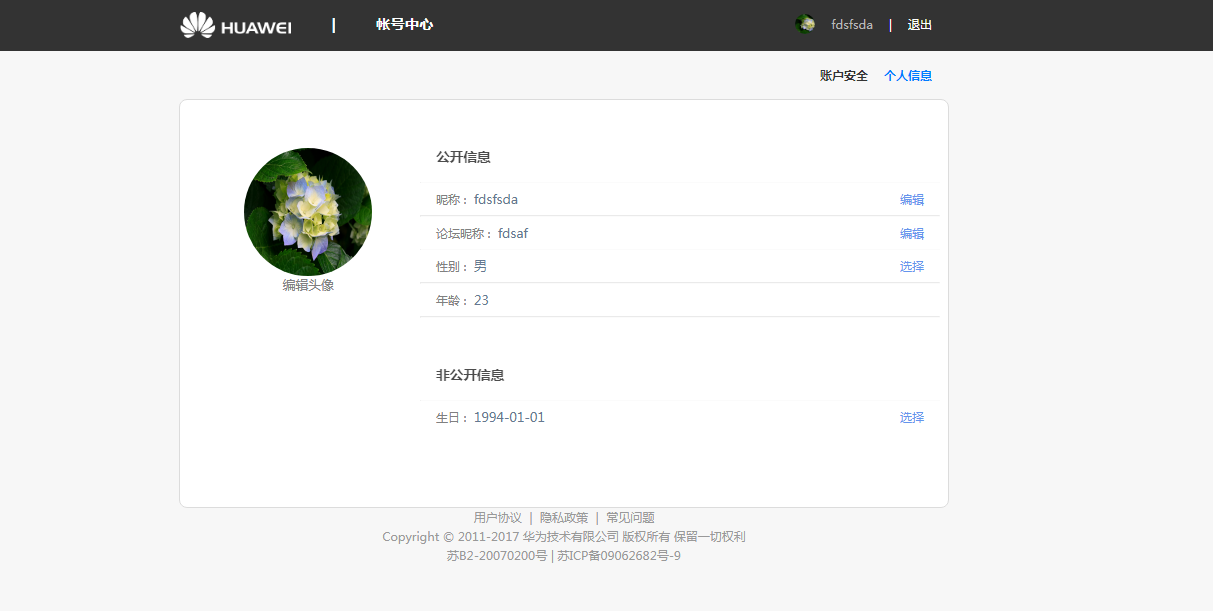 HUAWEI | 帐号中心 fdsfsda | 退出
账户安全 个人信息
公开信息
昵称： fdsfsda 编辑
论坛昵称： fdsaf 编辑
性别： 男 选择
编辑头像
年龄： 23
非公开信息
生日： 1994-01-01 选择
用户协议 | 隐私政策 | 常见问题
Copyright © 2011-2017 华为技术有限公司 版权所有 保留一切权利
苏B2-20070200号 | 苏ICP备09062682号-9